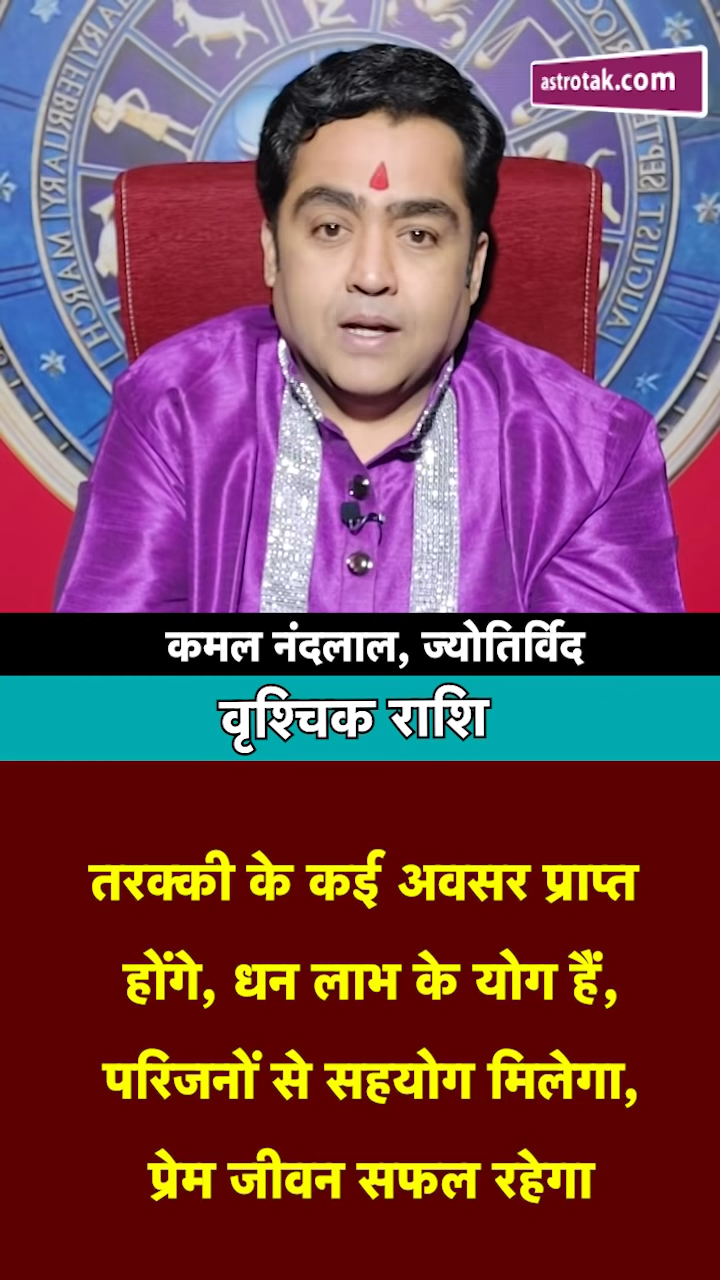 astrotak.com
कमल नंदलाल, ज्योतिर्विद
वृश्चिक राशि
तरक्की के कई अवसर प्राप्त
होंगे, धन लाभ के योग हैं,
परिजनों से सहयोग मिलेगा,
प्रेम जीवन सफल रहेगा